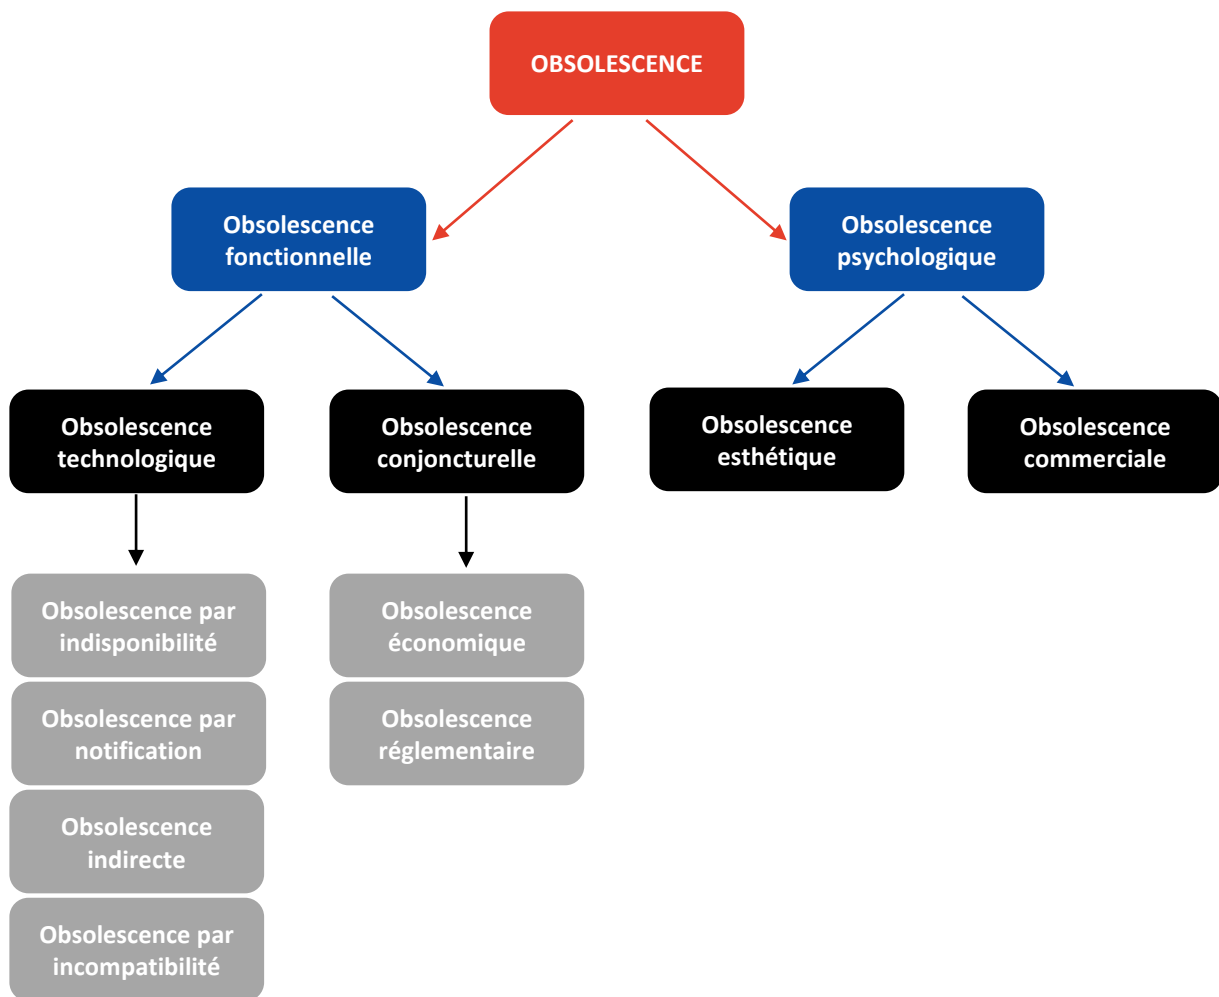 OBSOLESCENCE
Obsolescence
fonctionnelle
Obsolescence
psychologique
Obsolescence
technologique
Obsolescence
conjoncturelle
Obsolescence
esthétique
Obsolescence
commerciale
Obsolescence par
indisponibilité
Obsolescence
économique
Obsolescence par
notification
Obsolescence
réglementaire
Obsolescence
indirecte
Obsolescence par
incompatibilité